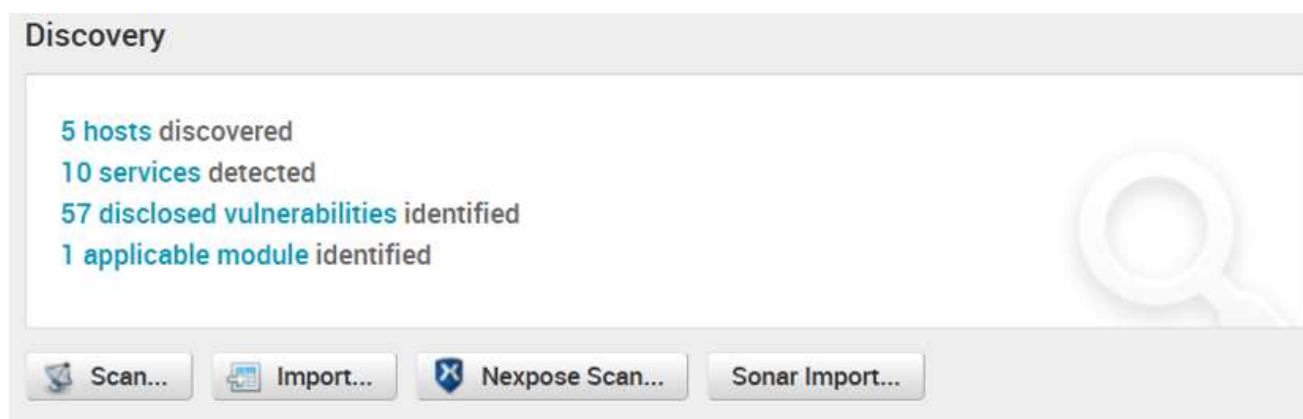 Discovery
5 hosts discovered
10 services detected
57 disclosed vulnerabilities identified
1 applicable module identified
Scan... Import... Nexpose Scan... Sonar Import...